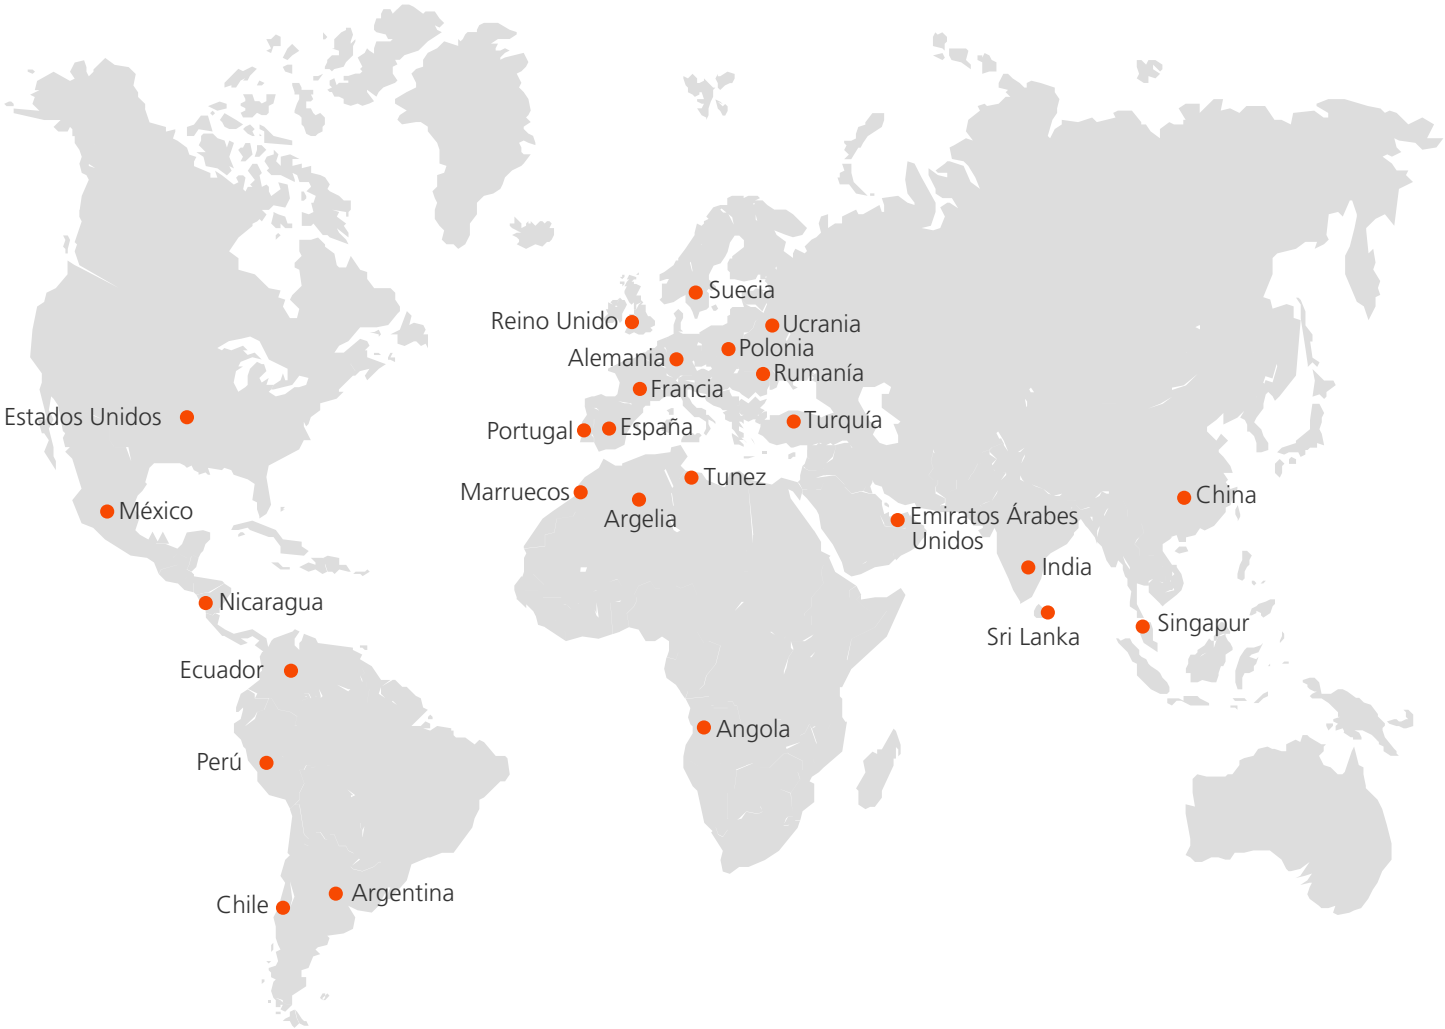 Suecia
Reino Unido
Ucrania
Polonia
Alemania
Rumanía
Francia
Estados Unidos
Turquía
España
Portugal
Tunez
Marruecos
China
México
Argelia
Emiratos Árabes
Unidos
India
Nicaragua
Singapur
Sri Lanka
Ecuador
Angola
Perú
Argentina
Chile